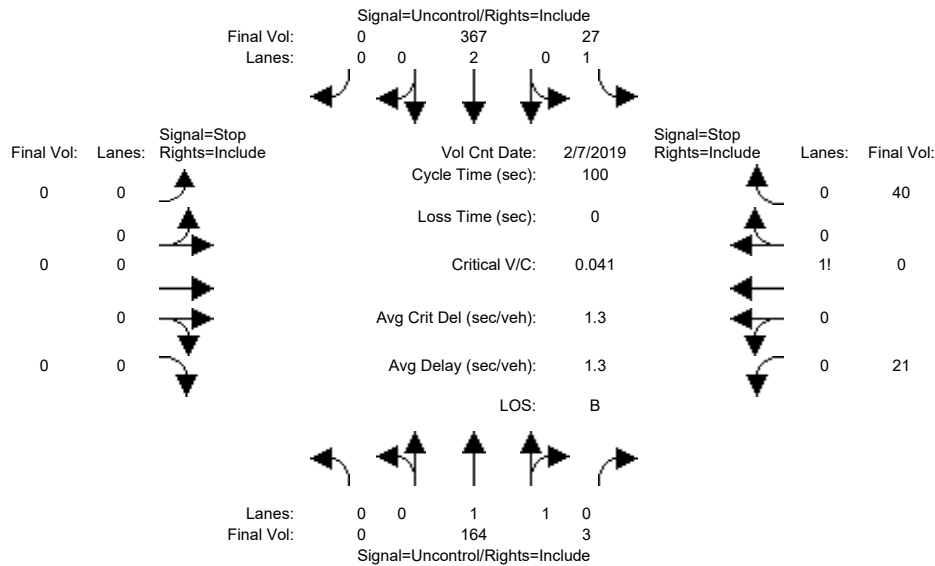 Signal=Uncontrol/Rights=Include
Final Vol: 0 367 27
Lanes: 0 0 2 0 1
Signal=Stop Signal=Stop
Final Vol: Lanes: Rights=Include Vol Cnt Date: 2/7/2019 Rights=Include Lanes: Final Vol:
Cycle Time (sec): 100
0 0 0 40
Loss Time (sec): 0
0 0
0 0 Critical V/C: 0.041 1! 0
0 Avg Crit Del (sec/veh): 1.3 0
0 0 Avg Delay (sec/veh): 1.3 0 21
LOS: B
Lanes: 0 0 1 1 0
Final Vol: 0 164 3
Signal=Uncontrol/Rights=Include